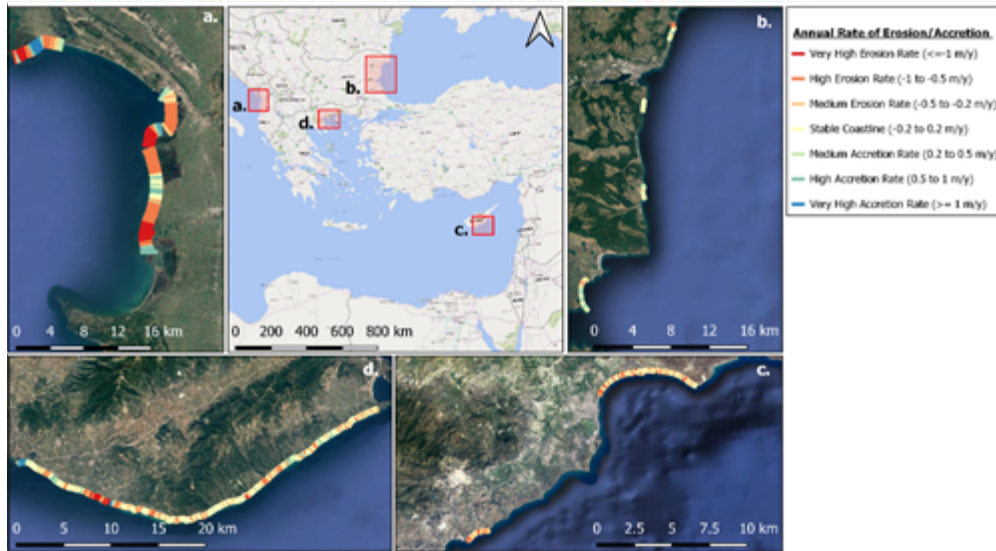 a.
0 4 8 12 16 km
a.
b.
d.
c.
0 200 400 600 800 km
b.
0 4 8 12 16 km
Annual Rate of Erosion/Accretion
Very High Erosion Rate (<=-1 m/y)
High Erosion Rate (-1 to -0.5 m/y)
Medium Erosion Rate (-0.5 to -0.2 m/y)
Stable Coastline (-0.2 to 0.2 m/y)
Medium Accretion Rate (0.2 to 0.5 m/y)
High Accretion Rate (0.5 to 1 m/y)
Very High Accretion Rate (>= 1 m/y)
d.
0 5 10 15 20 km
c.
0 2.5 5 7.5 10 km